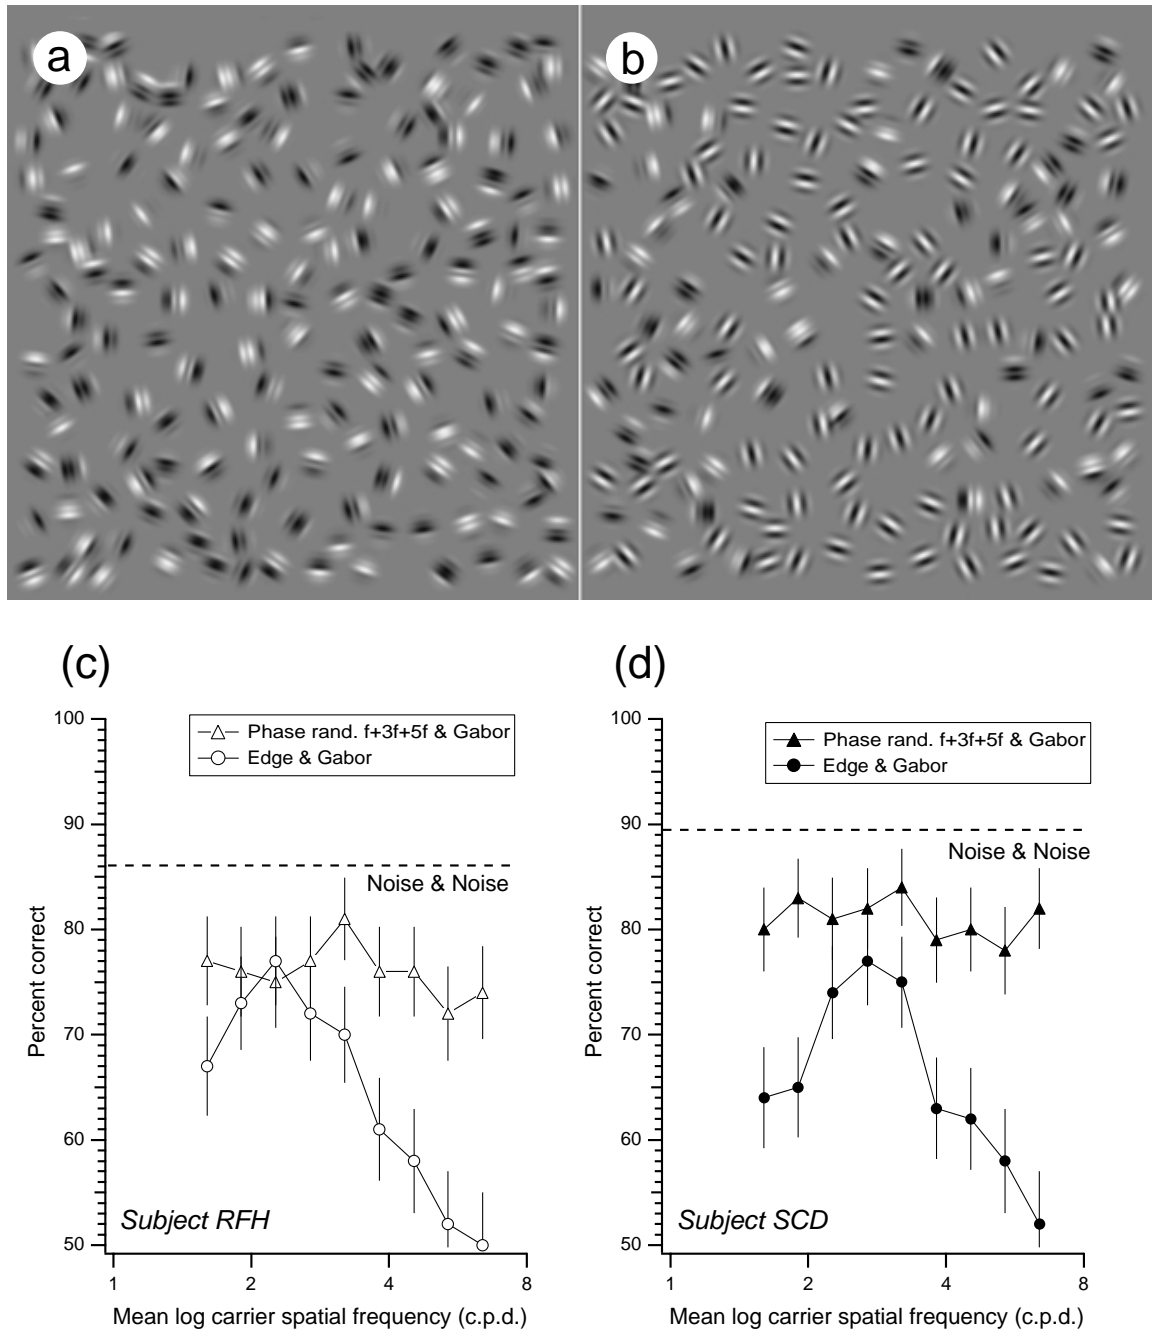 a
b
(c)
(d)
100
90
80
70
60
50
Percent correct
Phase rand. f+3f+5f & Gabor
Edge & Gabor
Noise & Noise
Subject RFH
1
2
4
8
Mean log carrier spatial frequency (c.p.d.)
100
90
80
70
60
50
Percent correct
Phase rand. f+3f+5f & Gabor
Edge & Gabor
Noise & Noise
Subject SCD
1
2
4
8
Mean log carrier spatial frequency (c.p.d.)